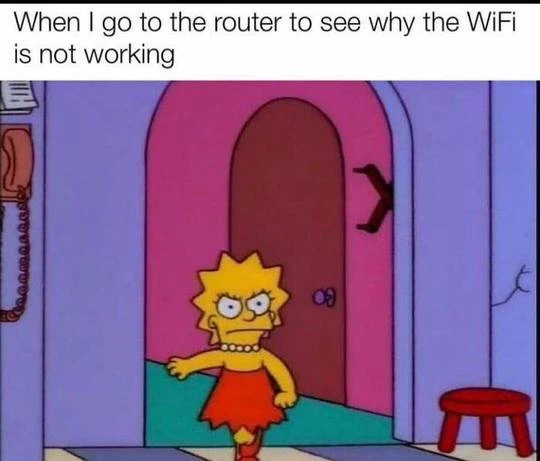 When I go to the router to see why the WiFi
is not working